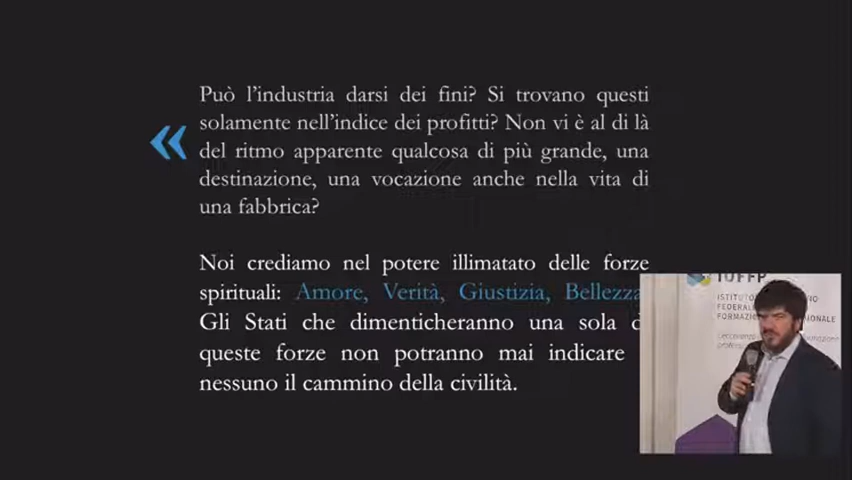 «
Può l'industria darsi dei fini? Si trovano questi
solamente nell'indice dei profitti? Non vi è al di là
del ritmo apparente qualcosa di più grande, una
destinazione, una vocazione anche nella vita di
una fabbrica?
Noi crediamo nel potere illimatato delle forze
spirituali: Amore, Verità, Giustizia, Bellezza
Gli Stati che dimenticheranno una sola
queste forze non potranno mai indicare
nessuno il cammino della civilità.
IUFFP
ISTITUTO
FEDERALE
FORMAZIONE